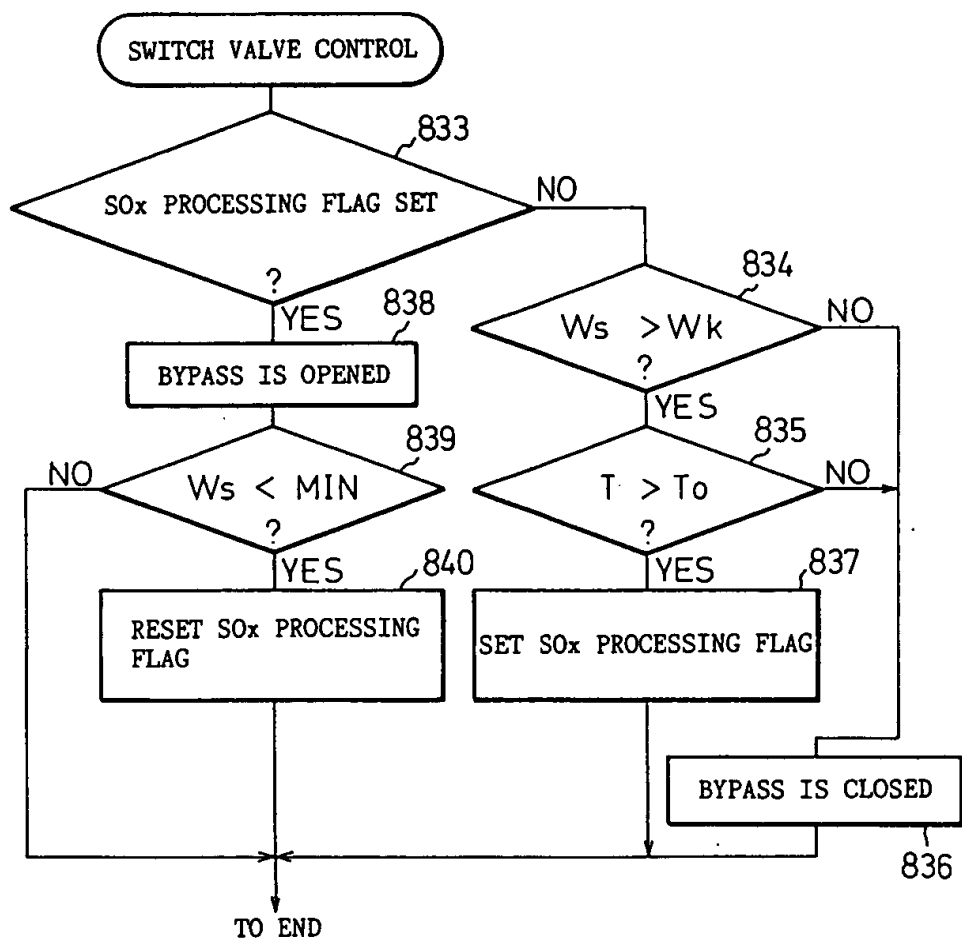 SWITCH VALVE CONTROL
833
SOx PROCESSING FLAG SET
?
NO
YES
838
BYPASS IS OPENED
834
Ws >Wk
?
NO
YES
839
NO
Ws < MIN
?
YES
835
T > To
?
NO
YES
840
RESET SOx PROCESSING
FLAG
837
SET SOx PROCESSING FLAG
BYPASS IS CLOSED
836
TO END